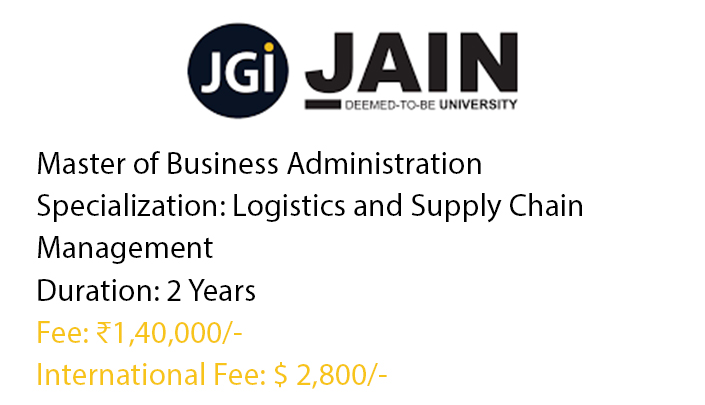 JGi JAIN
DEEMED-TO-BE UNIVERSITY
Master of Business Administration
Specialization: Logistics and Supply Chain
Management
Duration: 2 Years
Fee: ₹1,40,000/-
International Fee: $ 2,800/-